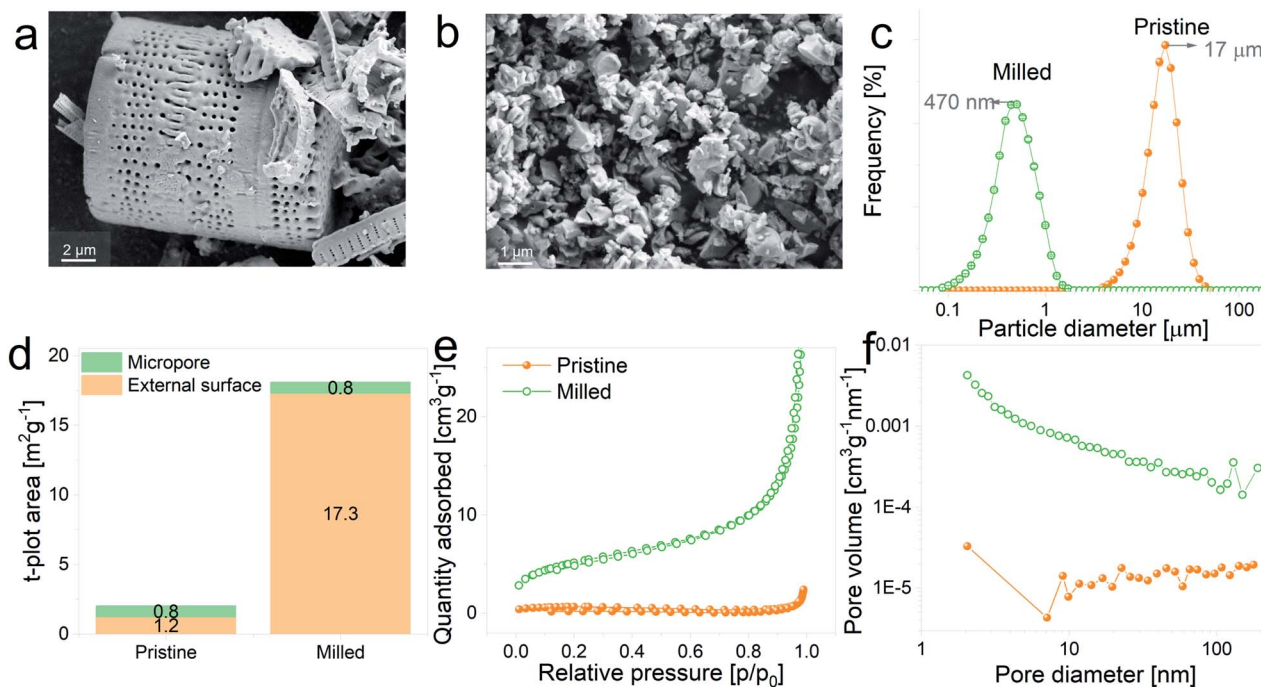 a
2 µm
b
1 µm
c
Pristine
17 µm
Milled
470 nm
Frequency [%]
0.1
1
10
100
Particle diameter [µm]
d
20
15
10
5
0
t-plot area [m²g⁻¹]
Micropore
External surface
0.8
1.2
0.8
17.3
Pristine
Milled
e
Pristine
Milled
Quantity adsorbed [cm³g⁻¹]
20
10
0
0.0
0.2
0.4
0.6
0.8
1.0
Relative pressure [p/p₀]
f
Pore volume [cm³g⁻¹nm⁻¹]
0.01
0.001
1E-4
1E-5
1
10
100
Pore diameter [nm]